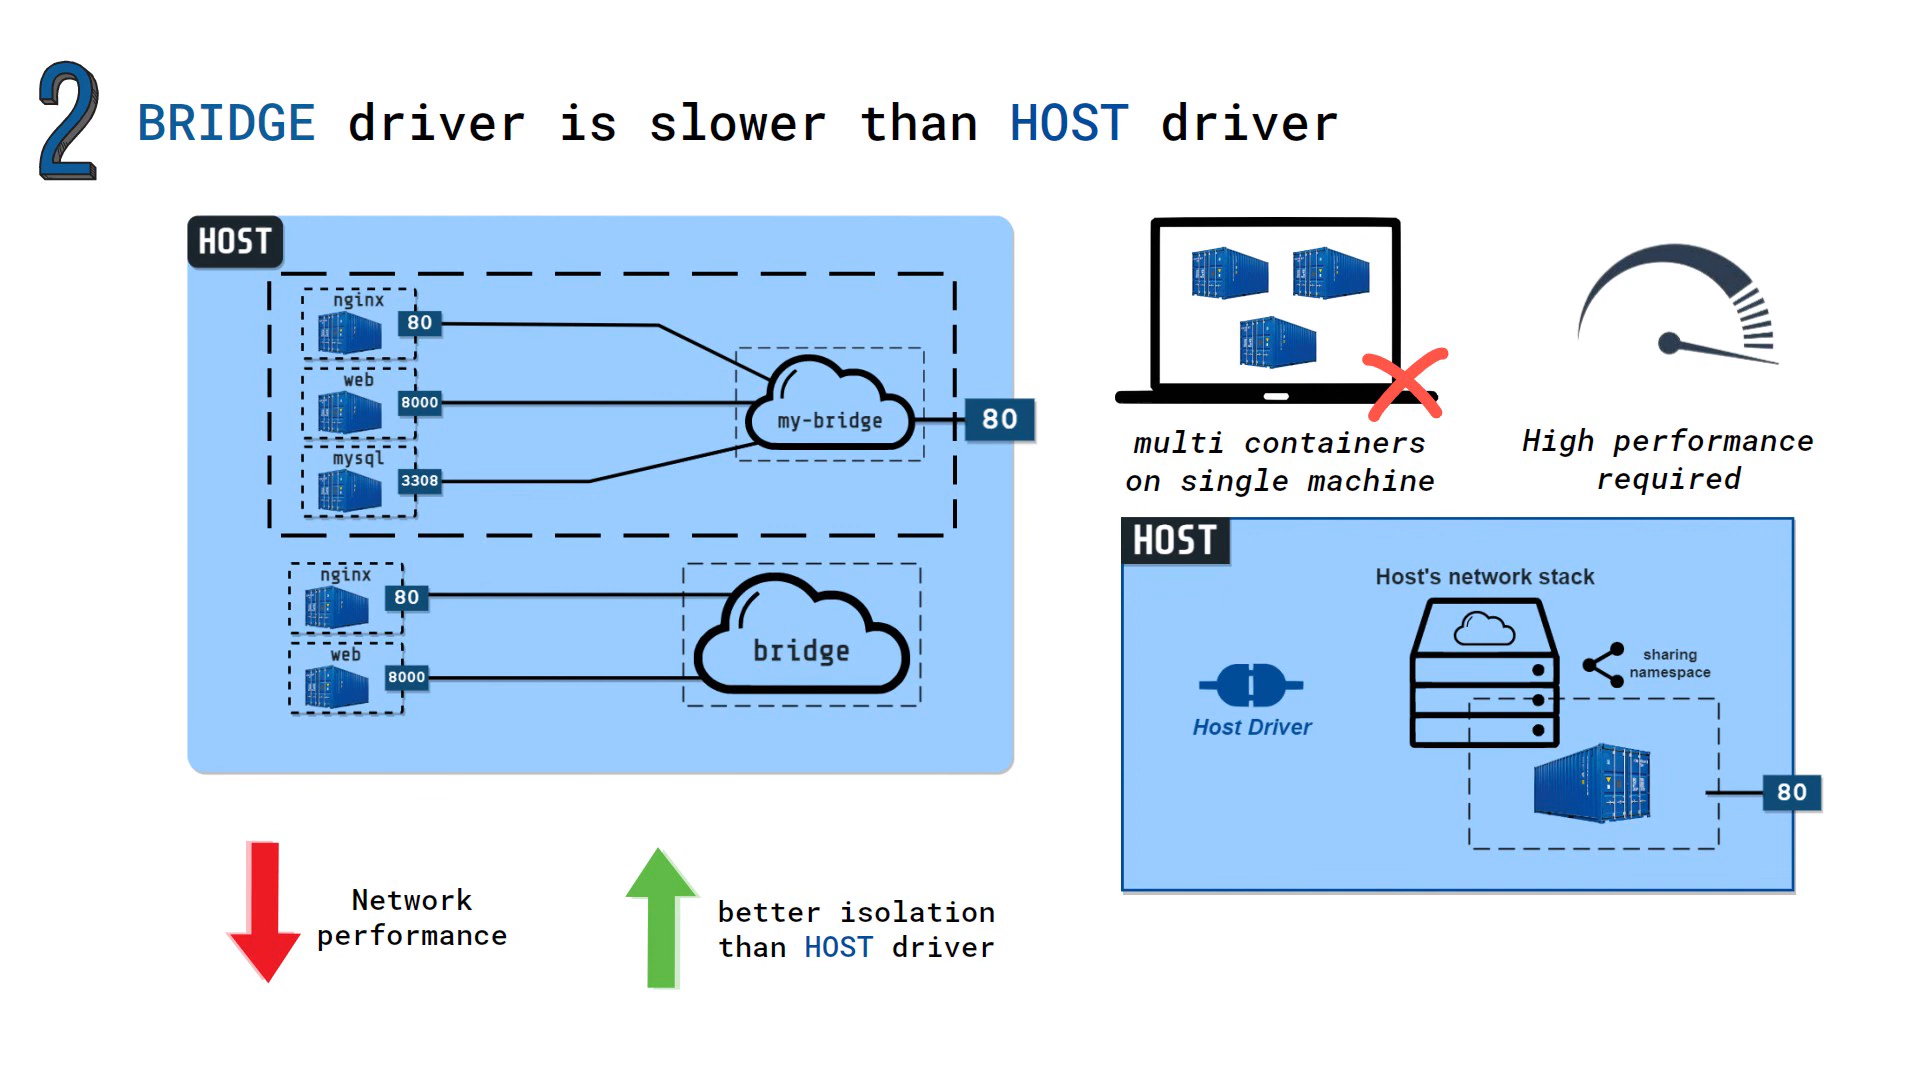 2
BRIDGE driver is slower than HOST driver
HOST
nginx
80
web
8000
mysql
3308
my-bridge
80
nginx
80
web
8000
bridge
Network
performance
better isolation
than HOST driver
multi containers
on single machine
High performance
required
HOST
Host's network stack
sharing
namespace
Host Driver
80